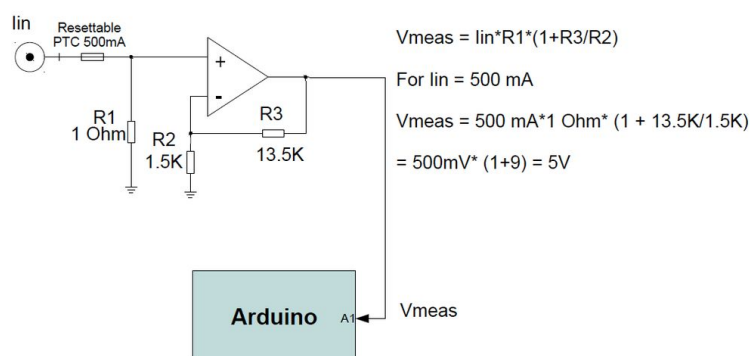 Iin
Resettable
PTC 500mA
R1
1 Ohm
+
-
R2
1.5K
R3
13.5K
Vmeas = Iin*R1*(1+R3/R2)
For Iin = 500 mA
Vmeas = 500 mA*1 Ohm* (1 + 13.5K/1.5K)
= 500mV* (1+9) = 5V
Arduino
A1
Vmeas